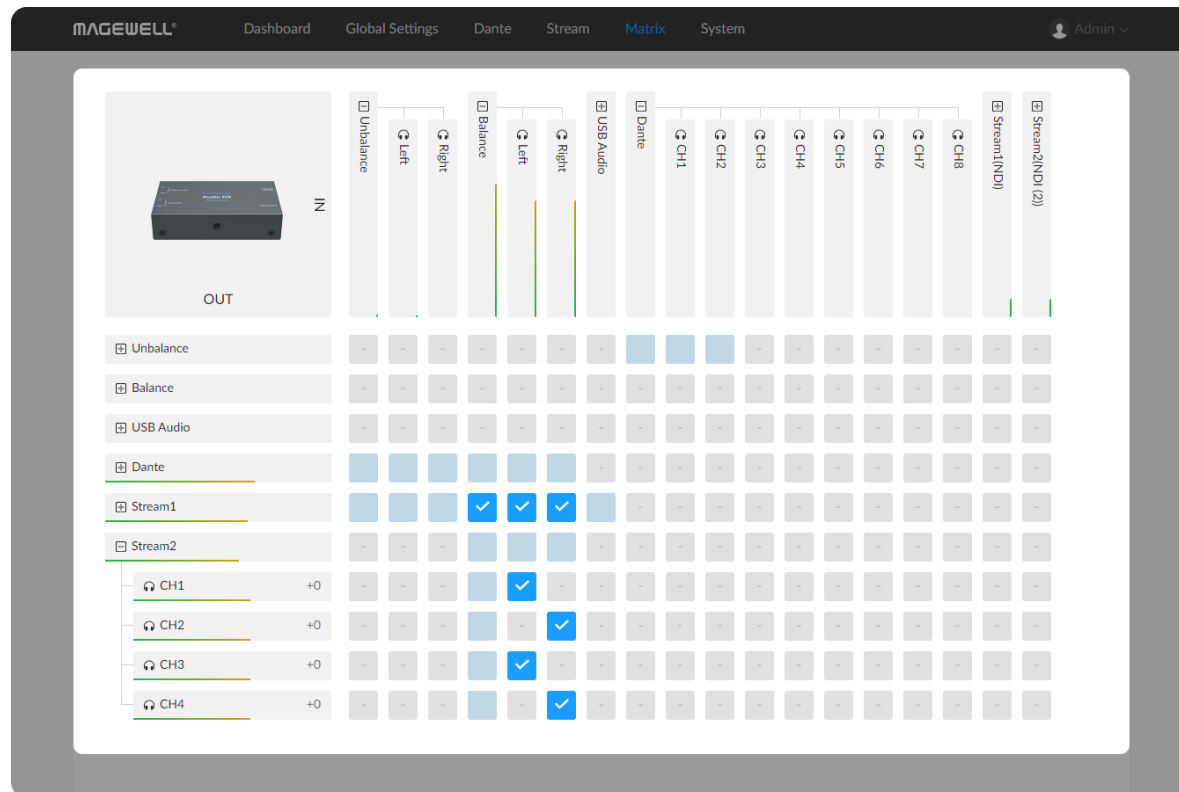 MAGEWELL®
Dashboard
Global Settings
Dante
Stream
Matrix
System
Admin
Audio DX
IN
OUT
Unbalance
Left
Right
Balance
Left
Right
USB Audio
Dante
CH1
CH2
CH3
CH4
CH5
CH6
CH7
CH8
Stream1(NDI)
Stream2(NDI (2))
Unbalance
Balance
USB Audio
Dante
Stream1
Stream2
CH1 +0
CH2 +0
CH3 +0
CH4 +0